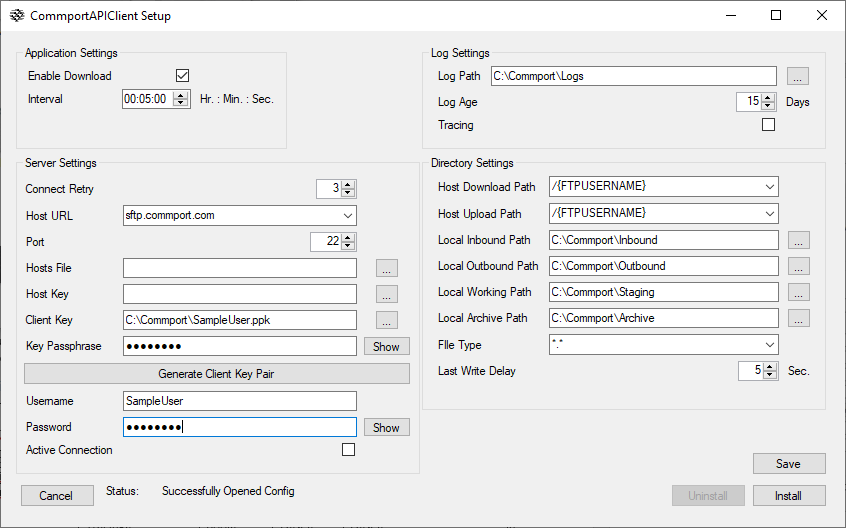 CommportAPIClient Setup
Application Settings
Enable Download
Interval 00:05:00 Hr. : Min. : Sec.
Log Settings
Log Path C:\Commport\Logs ...
Log Age 15 Days
Tracing
Server Settings
Connect Retry 3
Host URL sftp.commport.com
Port 22
Hosts File ...
Host Key ...
Client Key C:\Commport\SampleUser.ppk ...
Key Passphrase ●●●●●●●● Show
Generate Client Key Pair
Username SampleUser
Password ●●●●●●●● Show
Active Connection
Directory Settings
Host Download Path /{FTPUSERNAME}
Host Upload Path /{FTPUSERNAME}
Local Inbound Path C:\Commport\Inbound ...
Local Outbound Path C:\Commport\Outbound ...
Local Working Path C:\Commport\Staging ...
Local Archive Path C:\Commport\Archive ...
FIle Type *.*
Last Write Delay 5 Sec.
Save
Cancel Status: Successfully Opened Config Uninstall Install